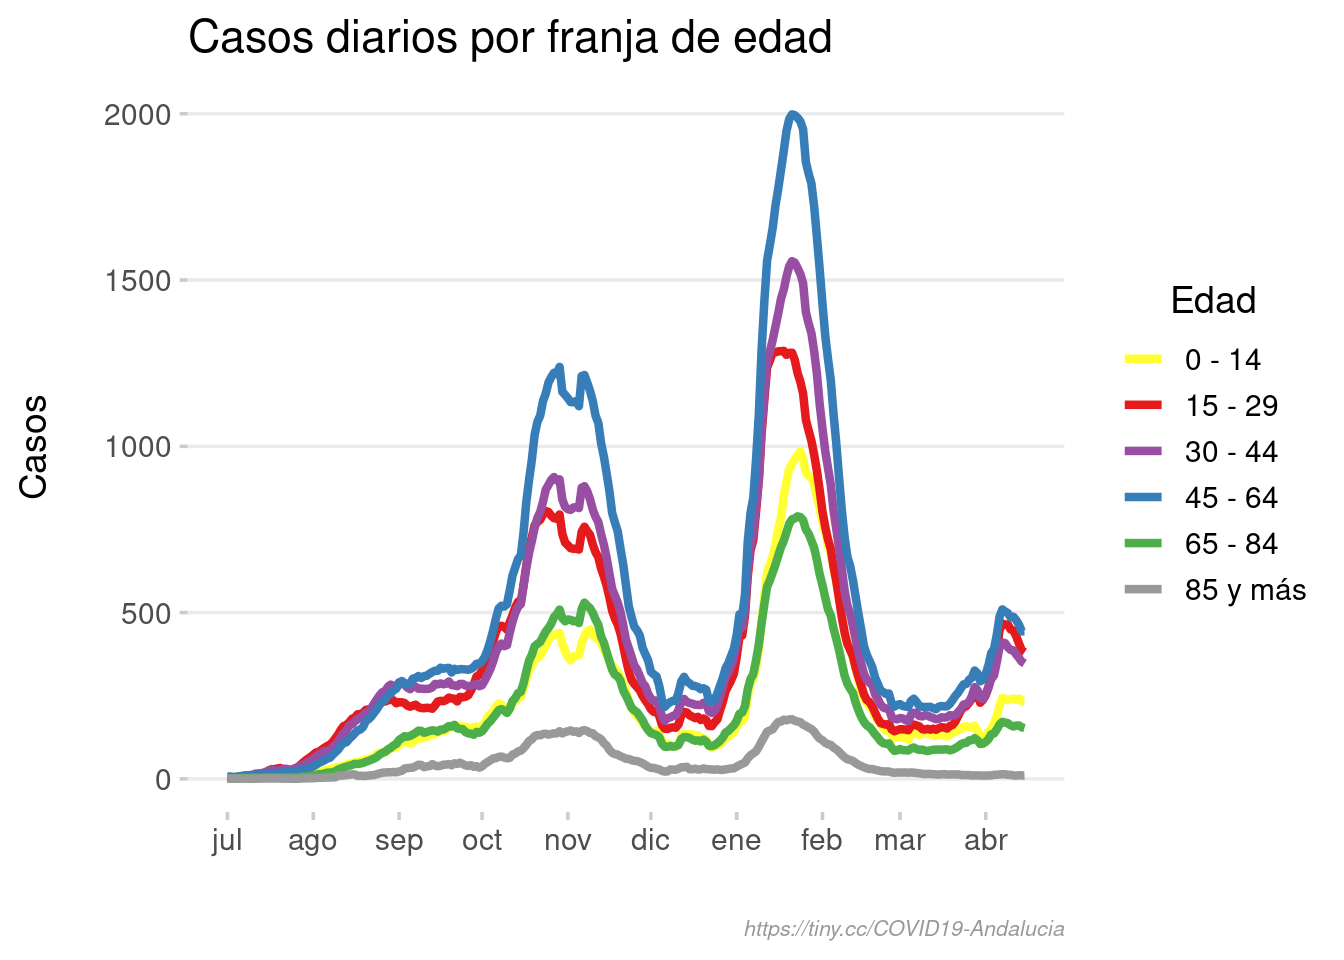 Casos diarios por franja de edad
2000
1500
1000
500
0
Casos
jul ago sep oct nov dic ene feb mar abr
Edad
0 - 14
15 - 29
30 - 44
45 - 64
65 - 84
85 y más
https://tiny.cc/COVID19-Andalucia